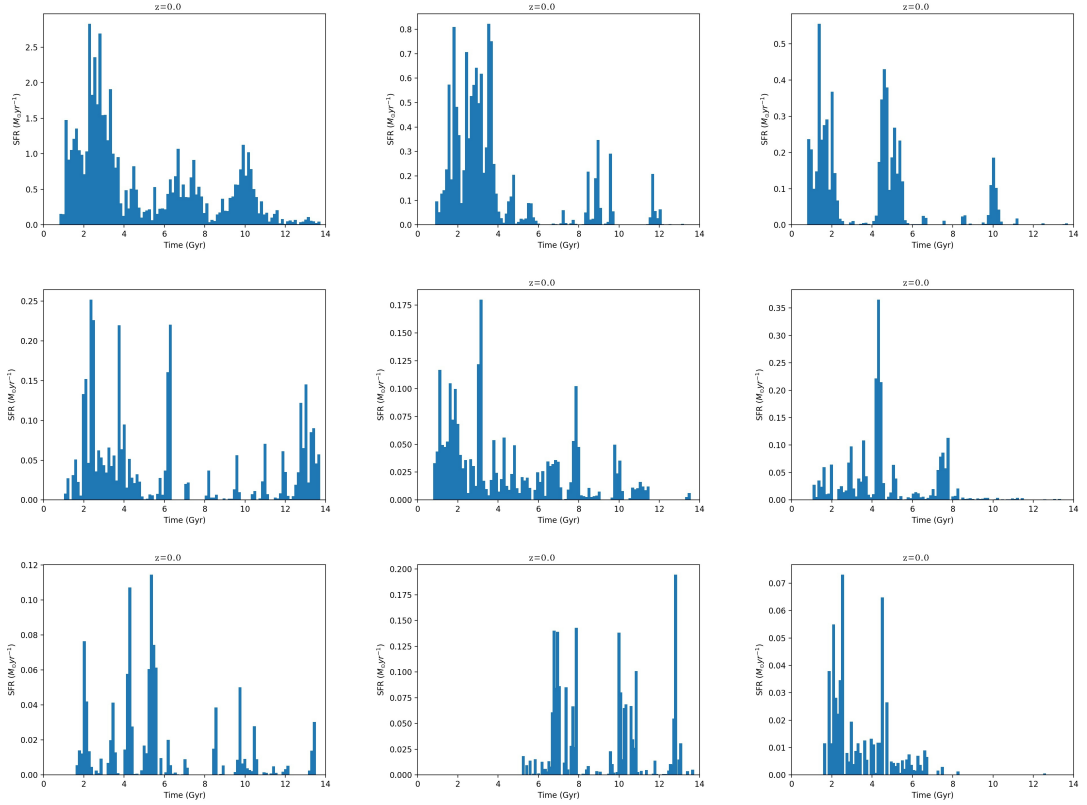 z=0.0
SFR (M⊙yr⁻¹)
2.5
2.0
1.5
1.0
0.5
0.0
0 2 4 6 8 10 12 14
Time (Gyr)
z=0.0
SFR (M⊙yr⁻¹)
0.8
0.7
0.6
0.5
0.4
0.3
0.2
0.1
0.0
0 2 4 6 8 10 12 14
Time (Gyr)
z=0.0
SFR (M⊙yr⁻¹)
0.5
0.4
0.3
0.2
0.1
0.0
0 2 4 6 8 10 12 14
Time (Gyr)
SFR (M⊙yr⁻¹)
0.25
0.20
0.15
0.10
0.05
0.00
0 2 4 6 8 10 12 14
Time (Gyr)
z=0.0
SFR (M⊙yr⁻¹)
0.175
0.150
0.125
0.100
0.075
0.050
0.025
0.000
0 2 4 6 8 10 12 14
Time (Gyr)
z=0.0
SFR (M⊙yr⁻¹)
0.35
0.30
0.25
0.20
0.15
0.10
0.05
0.00
0 2 4 6 8 10 12 14
Time (Gyr)
z=0.0
SFR (M⊙yr⁻¹)
0.12
0.10
0.08
0.06
0.04
0.02
0.00
0 2 4 6 8 10 12 14
Time (Gyr)
z=0.0
SFR (M⊙yr⁻¹)
0.200
0.175
0.150
0.125
0.100
0.075
0.050
0.025
0.000
0 2 4 6 8 10 12 14
Time (Gyr)
z=0.0
SFR (M⊙yr⁻¹)
0.07
0.06
0.05
0.04
0.03
0.02
0.01
0.00
0 2 4 6 8 10 12 14
Time (Gyr)